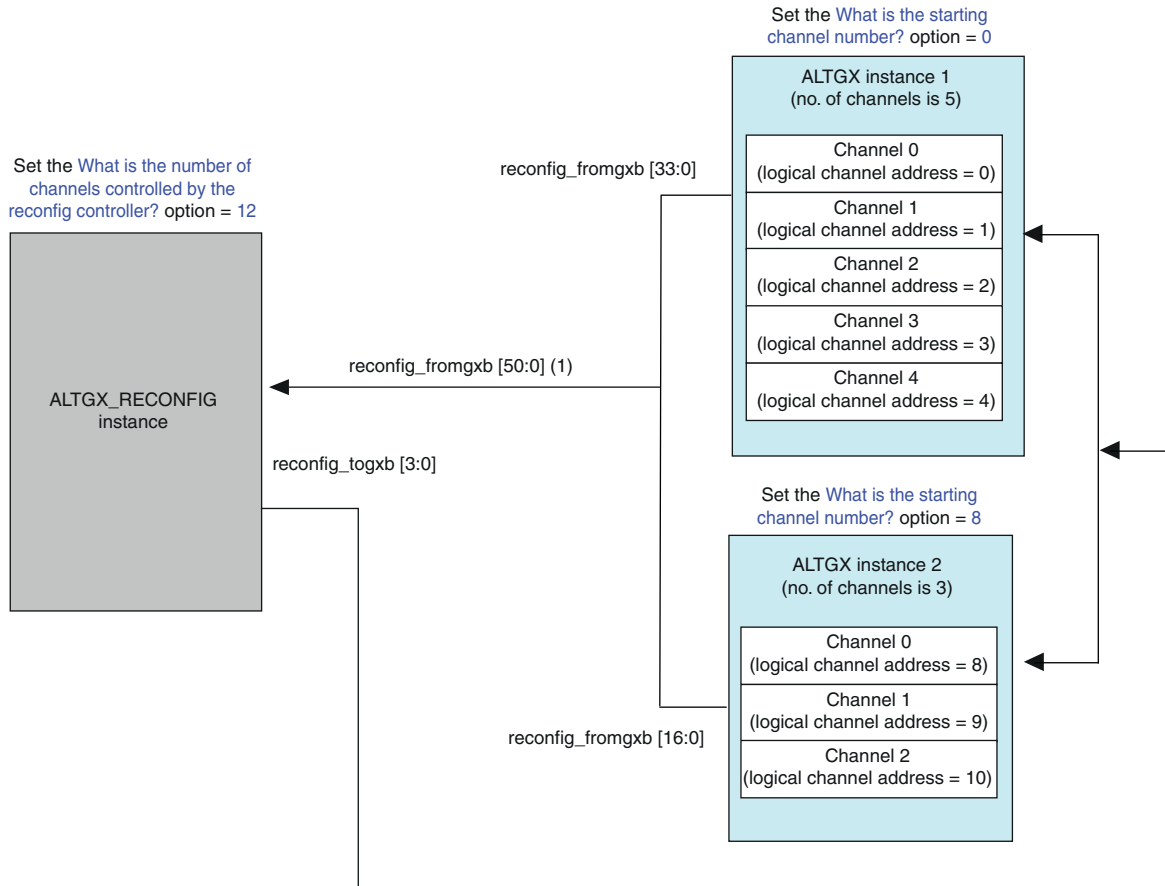 Set the What is the starting
channel number? option = 0
ALTGX instance 1
(no. of channels is 5)
Channel 0
(logical channel address = 0)
Channel 1
(logical channel address = 1)
Channel 2
(logical channel address = 2)
Channel 3
(logical channel address = 3)
Channel 4
(logical channel address = 4)
reconfig_fromgxb [33:0]
Set the What is the number of
channels controlled by the
reconfig controller? option = 12
ALTGX_RECONFIG
instance
reconfig_fromgxb [50:0] (1)
reconfig_togxb [3:0]
Set the What is the starting
channel number? option = 8
ALTGX instance 2
(no. of channels is 3)
Channel 0
(logical channel address = 8)
Channel 1
(logical channel address = 9)
Channel 2
(logical channel address = 10)
reconfig_fromgxb [16:0]